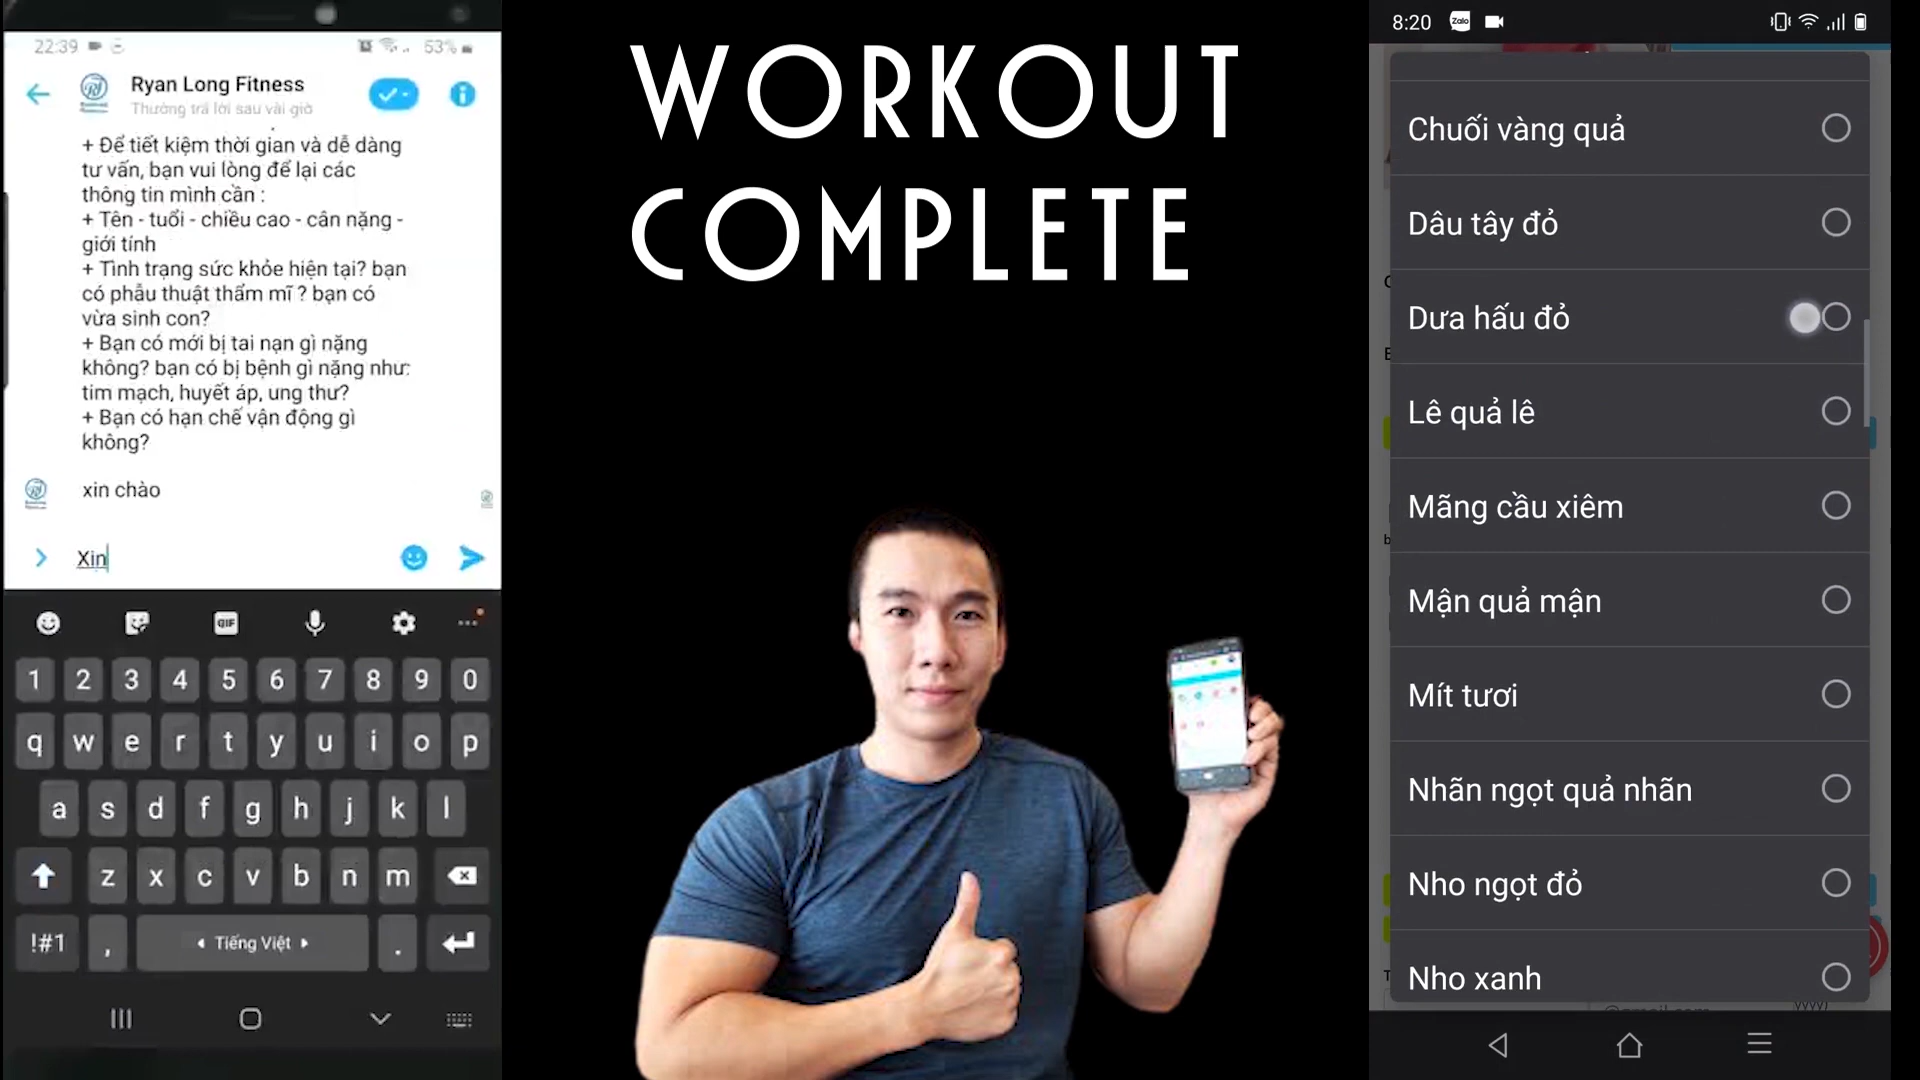 22:39
53%
Ryan Long Fitness
Thường trả lời sau vài giờ
+ Để tiết kiệm thời gian và dễ dàng
tư vấn, bạn vui lòng để lại các
thông tin mình cần :
+ Tên - tuổi - chiều cao - cân nặng -
giới tính
+ Tình trạng sức khỏe hiện tại? bạn
có phẫu thuật thẩm mĩ ? bạn có
vừa sinh con?
+ Bạn có mới bị tai nạn gì nặng
không? bạn có bị bệnh gì nặng như:
tim mạch, huyết áp, ung thư?
+ Bạn có hạn chế vận động gì
không?
xin chào
Xin
GIF
1 2 3 4 5 6 7 8 9 0
q w e r t y u i o p
a s d f g h j k l
z x c v b n m
!#1 , Tiếng Việt .
WORKOUT
COMPLETE
8:20 Zalo
Chuối vàng quả
Dâu tây đỏ
Dưa hấu đỏ
Lê quả lê
Mãng cầu xiêm
Mận quả mận
Mít tươi
Nhãn ngọt quả nhãn
Nho ngọt đỏ
Nho xanh